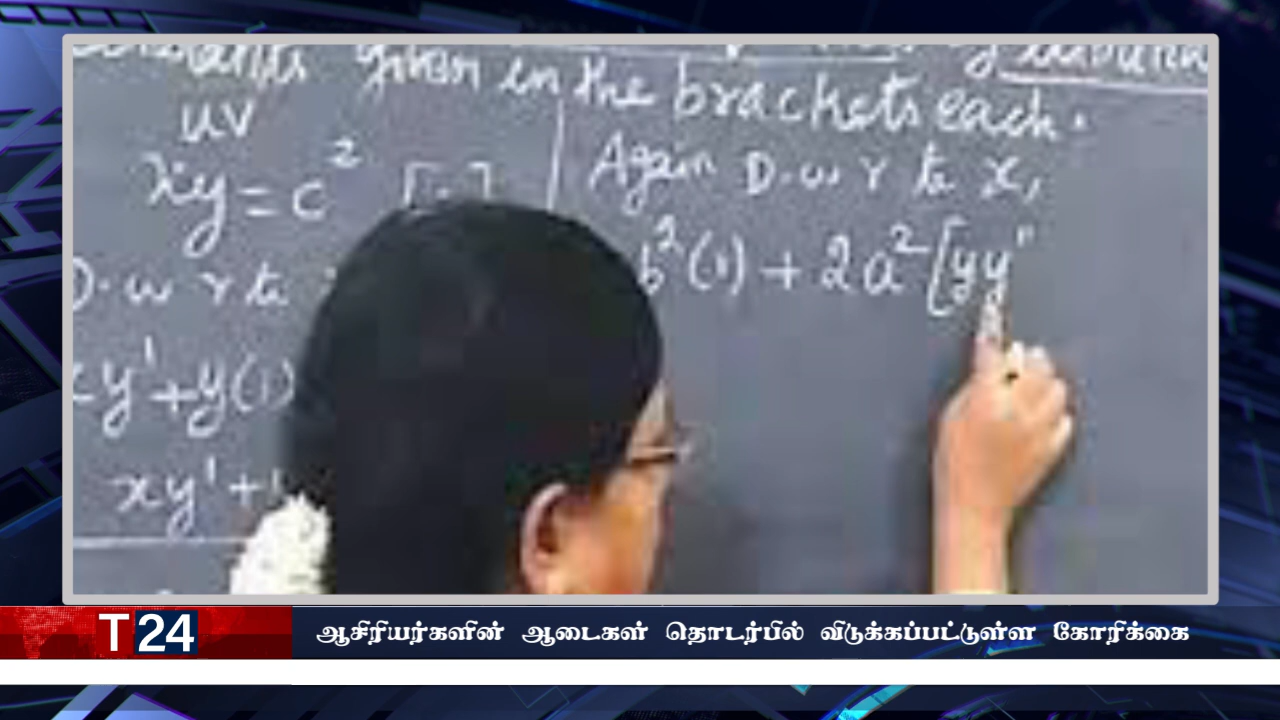 given in the brackets each.
uv
xy = c²
D. w r to
xy' + y(1)
xy' +
Again D. w r to x,
b²(1) + 2a²[yy''
T24
ஆசிரியர்களின் ஆடைகள் தொடர்பில் விடுக்கப்பட்டுள்ள கோரிக்கை